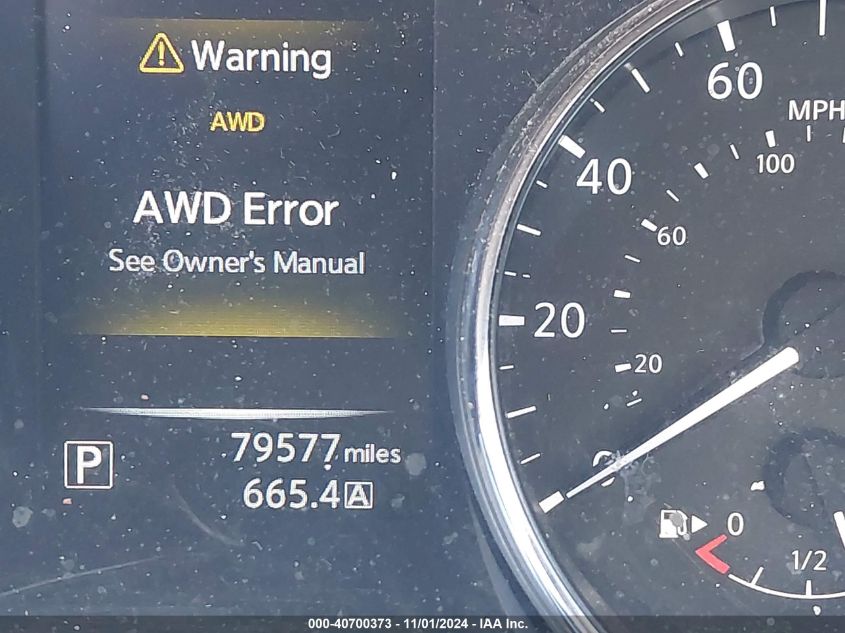 Warning
AWD
AWD Error
See Owner's Manual
P 79577 miles
665.4 A
60
MPH
40
100
60
20
20
0
0
1/2
000-40700373 - 11/01/2024 - IAA Inc.